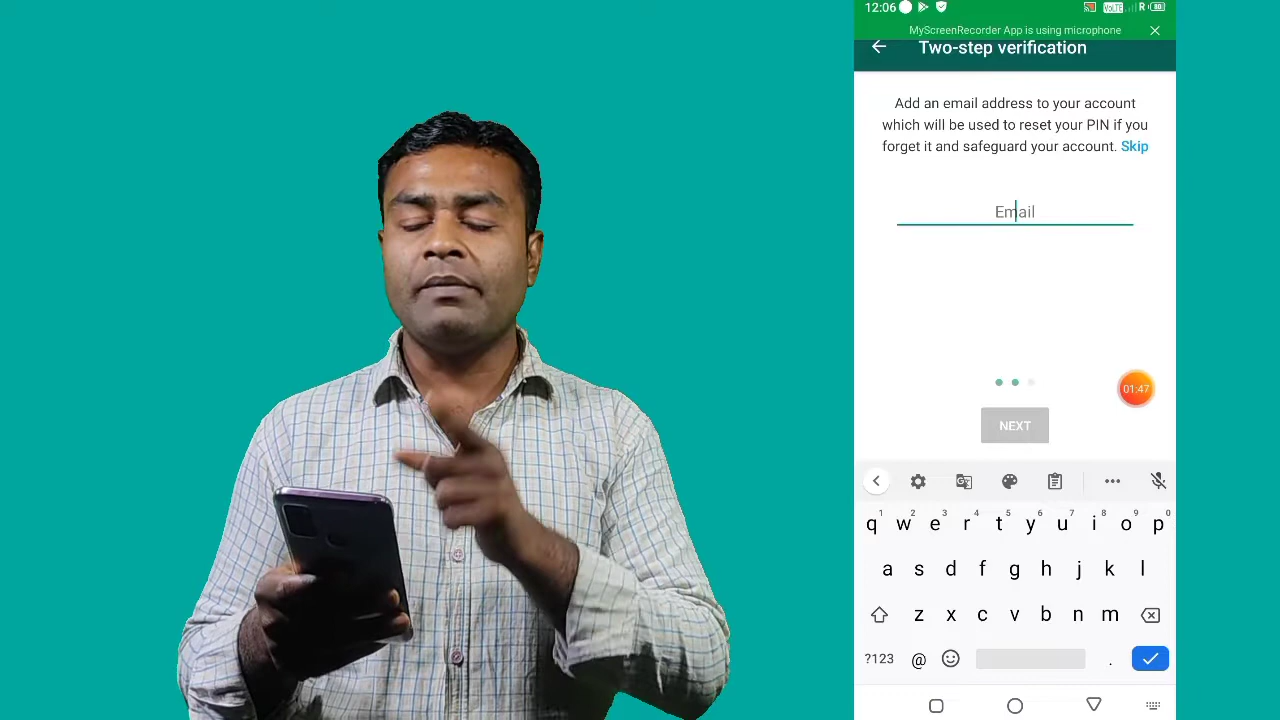 12:06
VoLTE R 80
MyScreenRecorder App is using microphone
Two-step verification
Add an email address to your account
which will be used to reset your PIN if you
forget it and safeguard your account. Skip
Email
01:47
NEXT
1 2 3 4 5 6 7 8 9 0
q w e r t y u i o p
a s d f g h j k l
z x c v b n m
?123 @ .